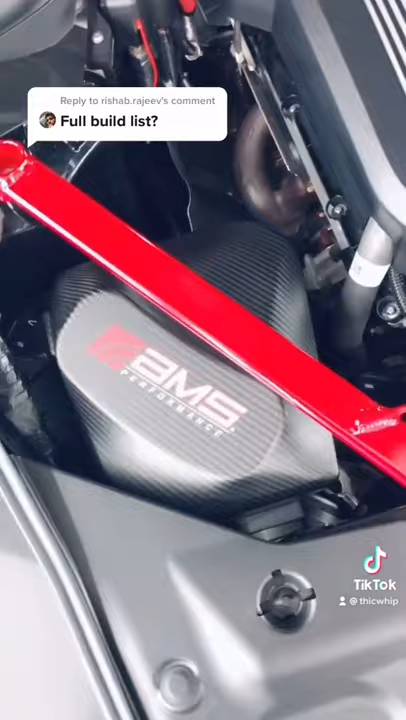 Reply to rishab.rajeev's comment
Full build list?
AMS
PERFORMANCE
TikTok
@thicwhip